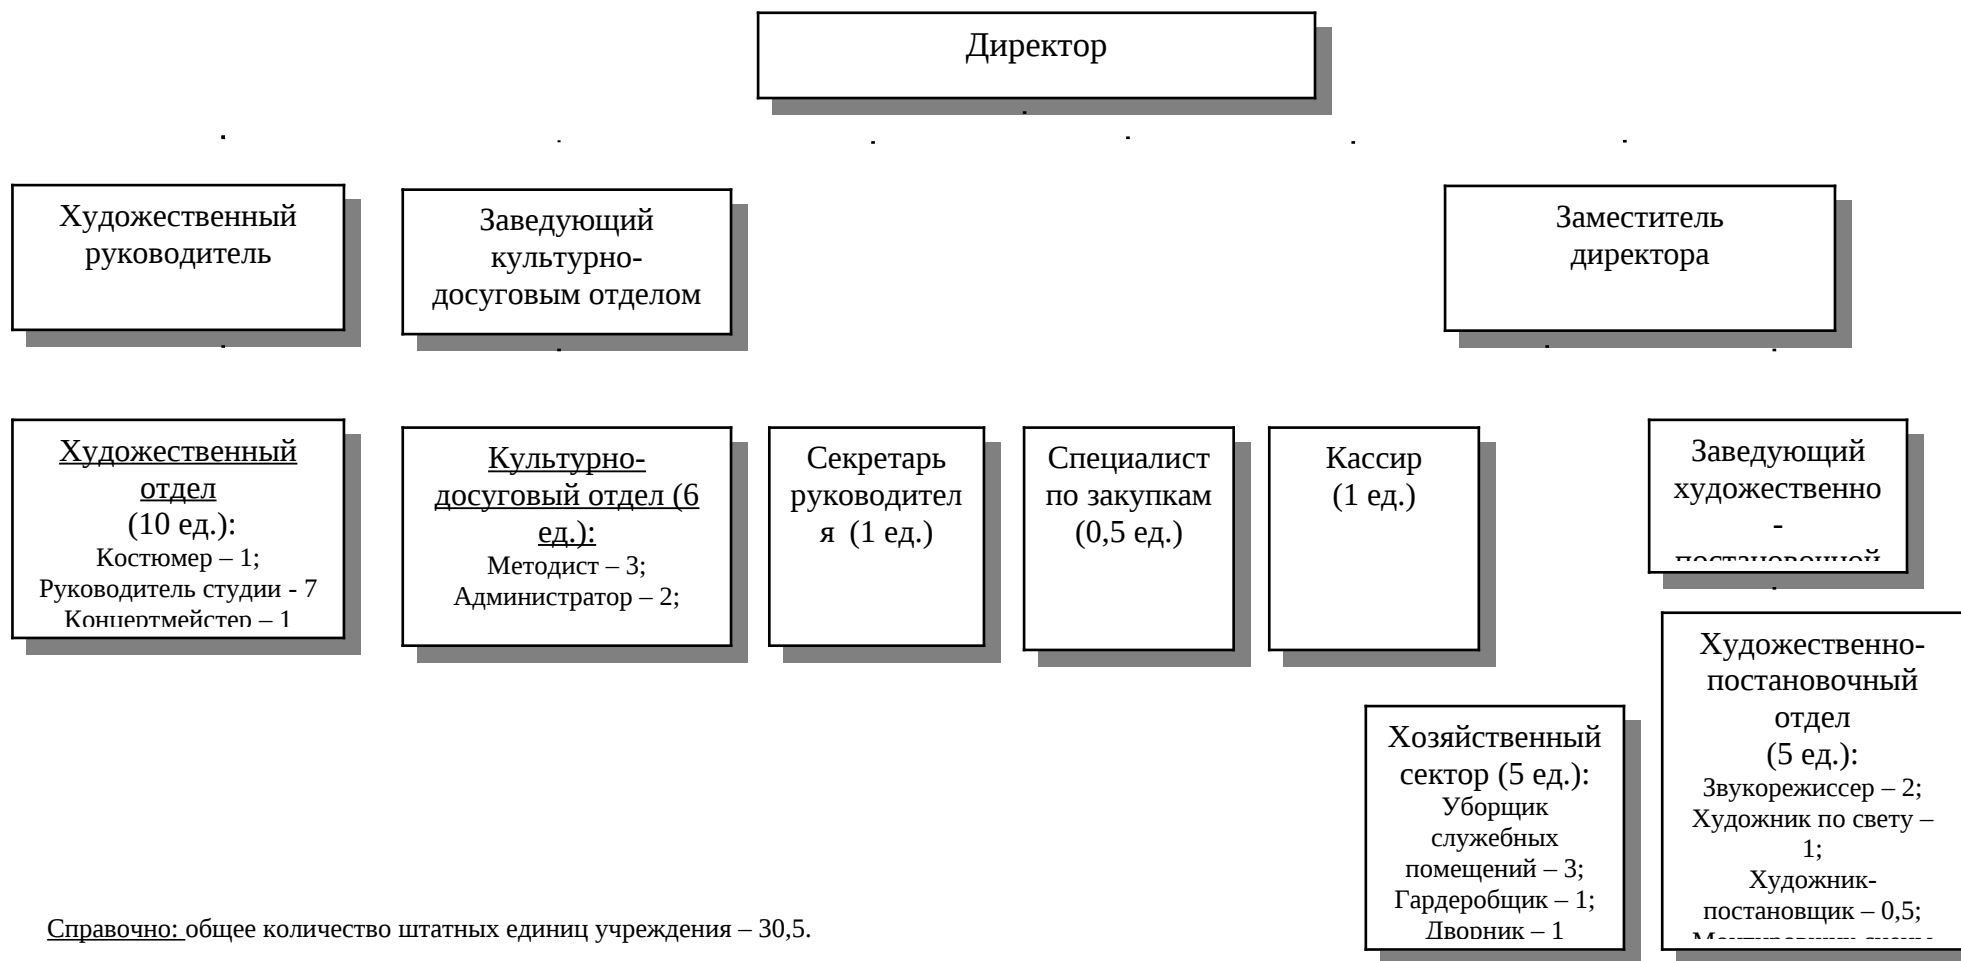 Директор
Художественный
руководитель
Заведующий
культурно-
досуговым отделом
Заместитель
директора
Художественный
отдел
(10 ед.):
Костюмер – 1;
Руководитель студии - 7
Концертмейстер – 1
Культурно-
досуговый отдел (6
ед.):
Методист – 3;
Администратор – 2;
Секретарь
руководител
я (1 ед.)
Специалист
по закупкам
(0,5 ед.)
Кассир
(1 ед.)
Заведующий
художественно
-
постановочной
Хозяйственный
сектор (5 ед.):
Уборщик
служебных
помещений – 3;
Гардеробщик – 1;
Дворник – 1
Художественно-
постановочный
отдел
(5 ед.):
Звукорежиссер – 2;
Художник по свету –
1;
Художник-
постановщик – 0,5;
Справочно: общее количество штатных единиц учреждения – 30,5.